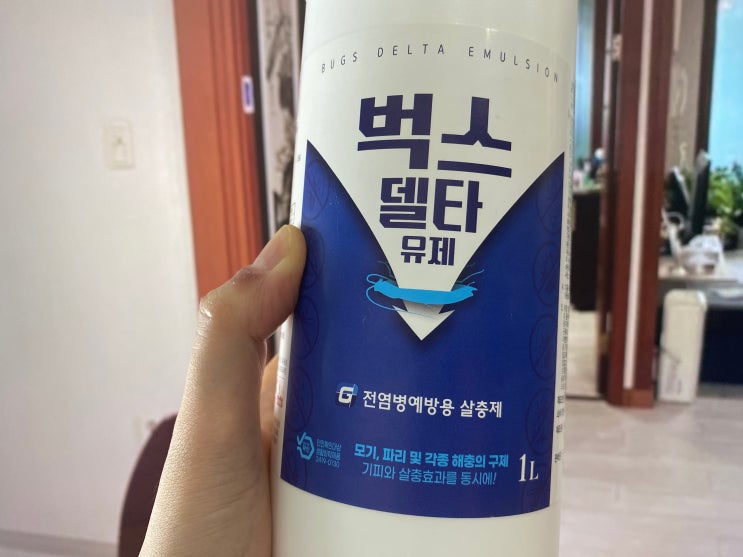 BUGS DELTA EMULSION
벅스
델타
유제
G 전염병예방용 살충제
모기, 파리 및 각종 해충의 구제
기피와 살충효과를 동시에!
1L